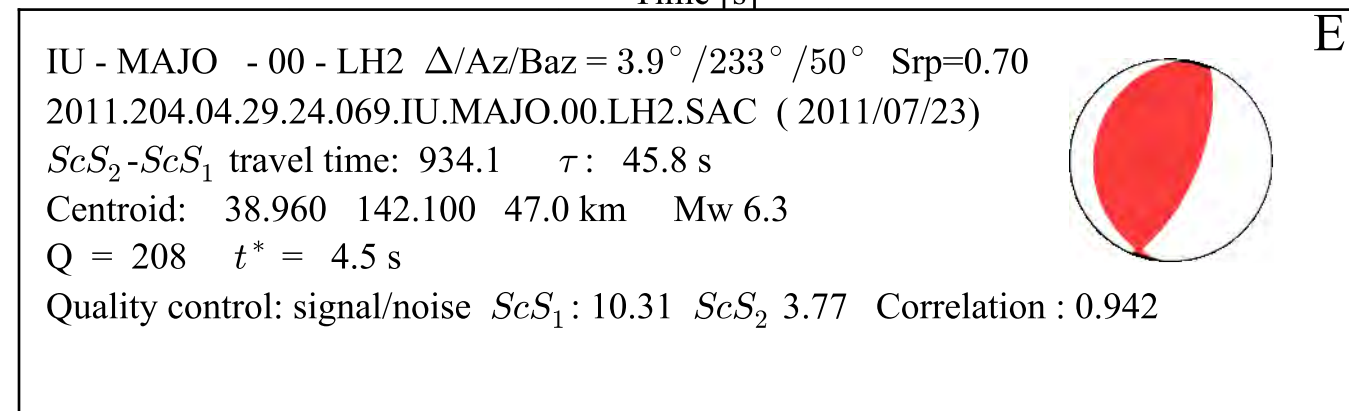 Time [s]
E
IU - MAJO - 00 - LH2 Δ/Az/Baz = 3.9° /233° /50° Srp=0.70
2011.204.04.29.24.069.IU.MAJO.00.LH2.SAC ( 2011/07/23)
ScS₂-ScS₁ travel time: 934.1 τ : 45.8 s
Centroid: 38.960 142.100 47.0 km Mw 6.3
Q = 208 t* = 4.5 s
Quality control: signal/noise ScS₁: 10.31 ScS₂ 3.77 Correlation : 0.942